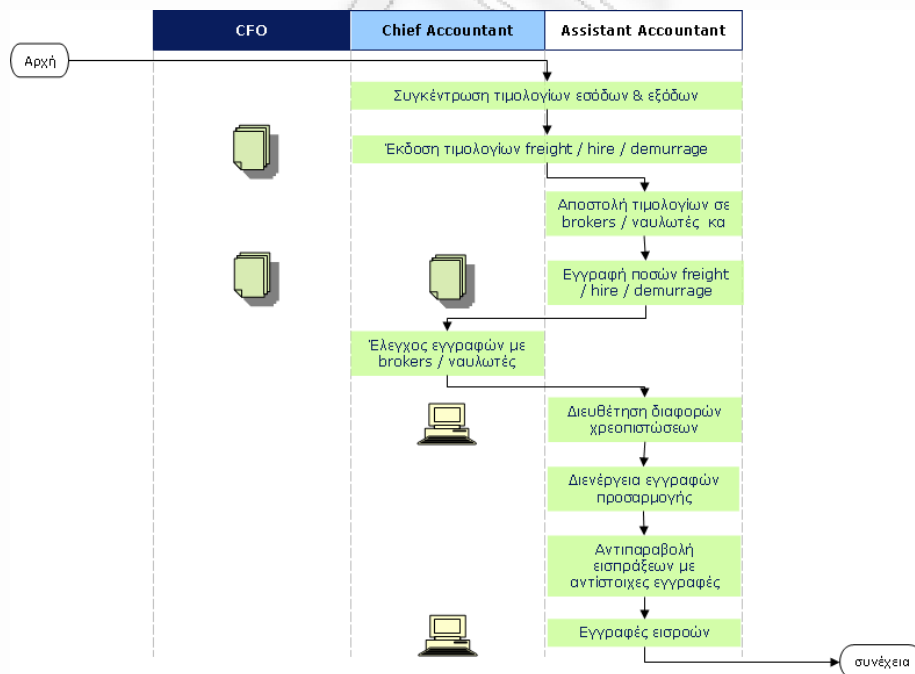 CFO
Chief Accountant
Assistant Accountant
Αρχή
Συγκέντρωση τιμολογίων εσόδων & εξόδων
Έκδοση τιμολογίων freight / hire / demurrage
Αποστολή τιμολογίων σε
brokers / ναυλωτές κα
Εγγραφή ποσών freight
/ hire / demurrage
Έλεγχος εγγραφών με
brokers / ναυλωτές
Διευθέτηση διαφορών
χρεοπιστώσεων
Διενέργεια εγγραφών
προσαρμογής
Αντιπαραβολή
εισπράξεων με
αντίστοιχες εγγραφές
Εγγραφές εισροών
συνέχεια